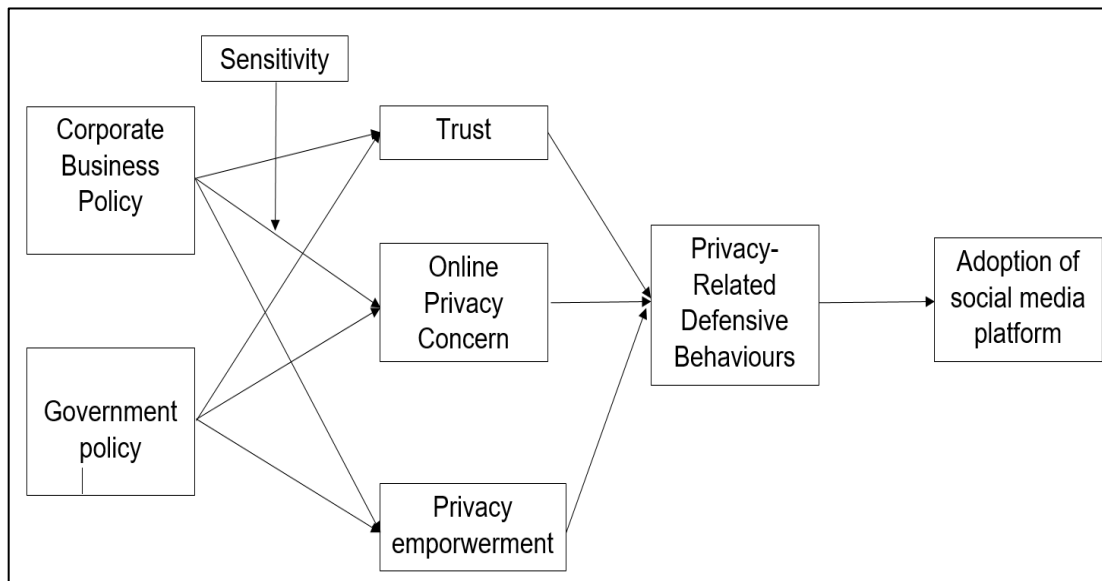 Sensitivity
Corporate
Business
Policy
Trust
Online
Privacy
Concern
Privacy-
Related
Defensive
Behaviours
Adoption of
social media
platform
Government
policy
Privacy
emporwerment